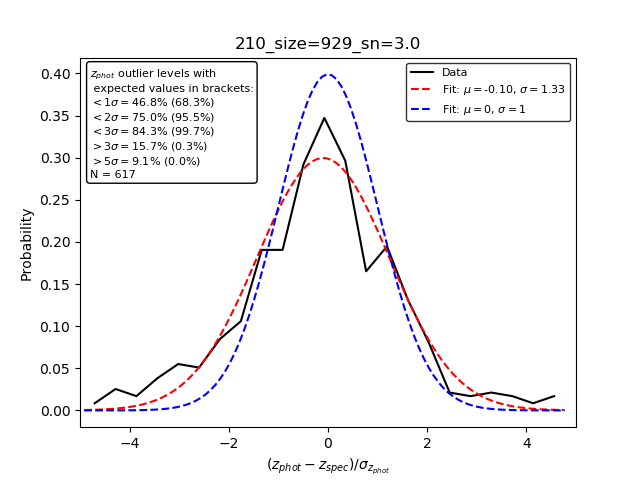 210_size=929_sn=3.0
z_phot outlier levels with
expected values in brackets:
<1σ = 46.8% (68.3%)
<2σ = 75.0% (95.5%)
<3σ = 84.3% (99.7%)
>3σ = 15.7% (0.3%)
>5σ = 9.1% (0.0%)
N = 617
Data
Fit: μ = -0.10, σ = 1.33
Fit: μ = 0, σ = 1
Probability
0.40
0.35
0.30
0.25
0.20
0.15
0.10
0.05
0.00
−4 −2 0 2 4
(z_phot − z_spec)/σ_z_phot